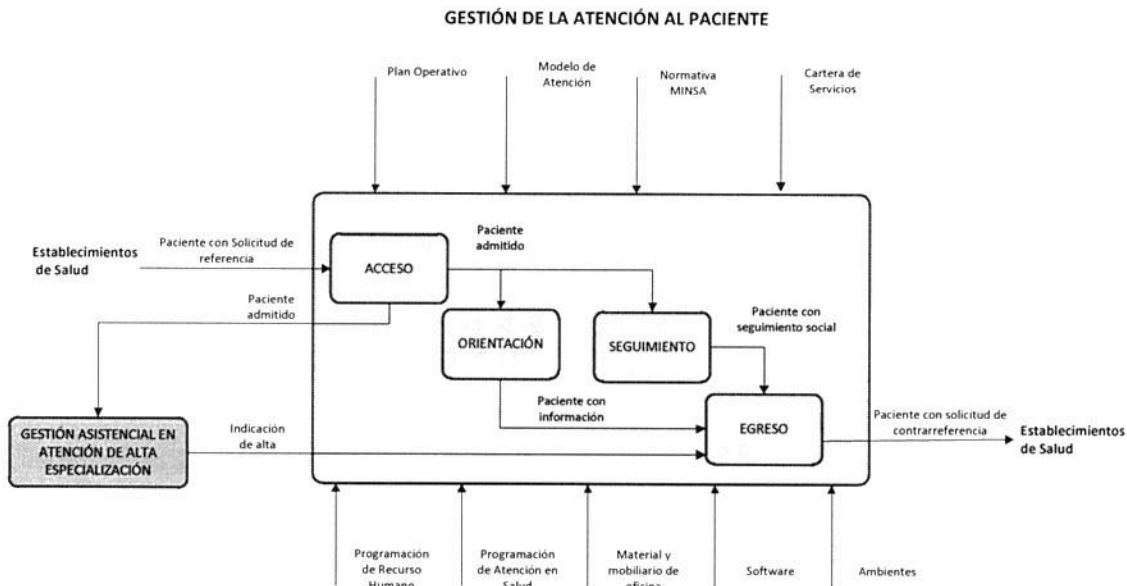 GESTIÓN DE LA ATENCIÓN AL PACIENTE
Plan Operativo
Modelo de
Atención
Normativa
MINSA
Cartera de
Servicios
Establecimientos
de Salud
Paciente con Solicitud de
referencia
ACCESO
Paciente
admitido
Paciente
admitido
ORIENTACIÓN
SEGUIMIENTO
Paciente con
seguimiento social
Paciente con
información
EGRESO
Paciente con solicitud de
contrarreferencia
Establecimientos
de Salud
GESTIÓN ASISTENCIAL EN
ATENCIÓN DE ALTA
ESPECIALIZACIÓN
Indicación
de alta
Programación
de Recurso
Humano
Programación
de Atención en
Salud
Material y
mobiliario de
oficina
Software
Ambientes